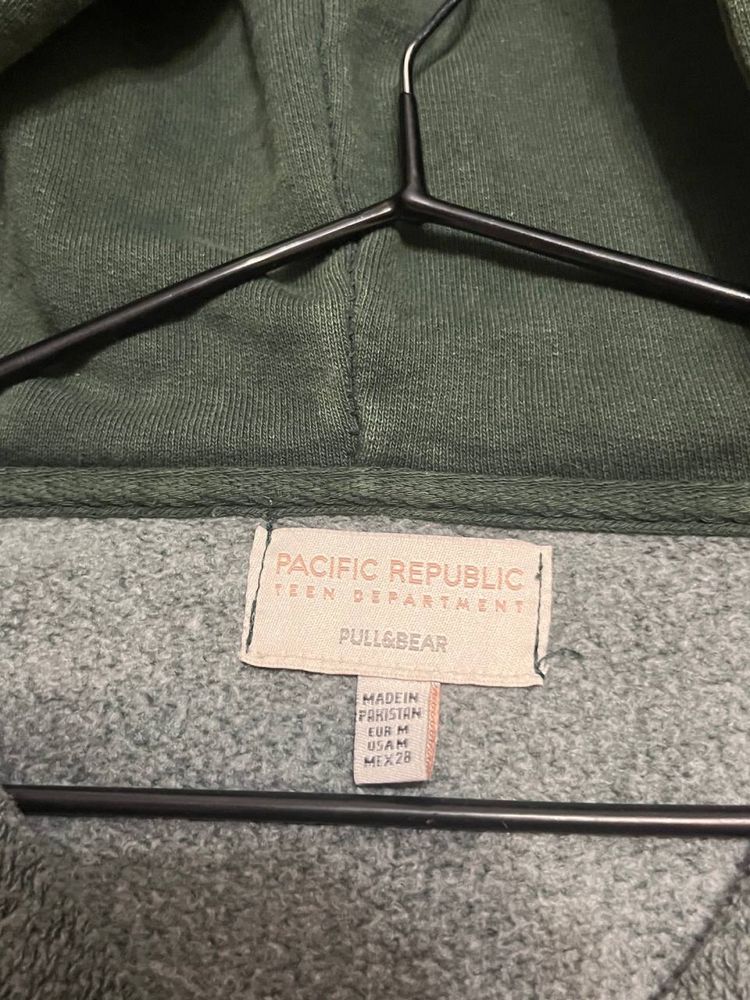 PACIFIC REPUBLIC
TEEN DEPARTMENT
PULL&BEAR
MADE IN
PAKISTAN
EUR M
USA M
MEX 28